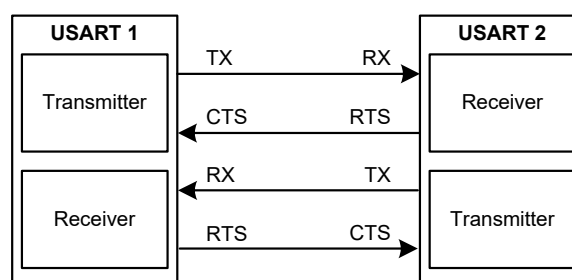 USART 1 USART 2
TX RX
Transmitter Receiver
CTS RTS
RX TX
Receiver Transmitter
RTS CTS